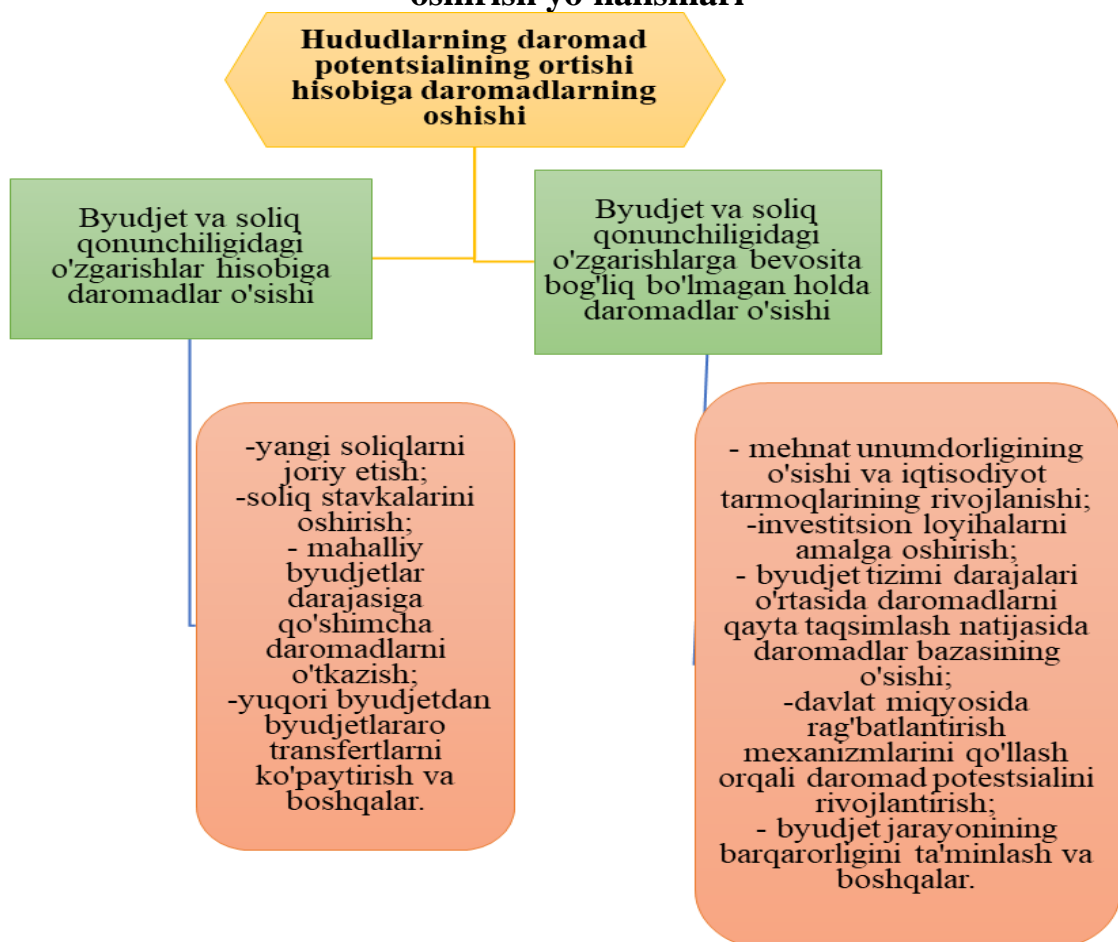 oshirish yo'nalishlari
Hududlarning daromad
potentsialining ortishi
hisobiga daromadlarning
oshishi
Byudjet va soliq
qonunchiligidagi
o'zgarishlar hisobiga
daromadlar o'sishi
Byudjet va soliq
qonunchiligidagi
o'zgarishlarga bevosita
bog'liq bo'lmagan holda
daromadlar o'sishi
-yangi soliqlarni
joriy etish;
-soliq stavkalarini
oshirish;
- mahalliy
byudjetlar
darajasiga
qo'shimcha
daromadlarni
o'tkazish;
-yuqori byudjetdan
byudjetlararo
transfertlarni
ko'paytirish va
boshqalar.
- mehnat unumdorligining
o'sishi va iqtisodiyot
tarmoqlarining rivojlanishi;
-investitsion loyihalarni
amalga oshirish;
- byudjet tizimi darajalari
o'rtasida daromadlarni
qayta taqsimlash natijasida
daromadlar bazasining
o'sishi;
-davlat miqyosida
rag'batlantirish
mexanizmlarini qo'llash
orqali daromad potestsialini
rivojlantirish;
- byudjet jarayonining
barqarorligini ta'minlash va
boshqalar.